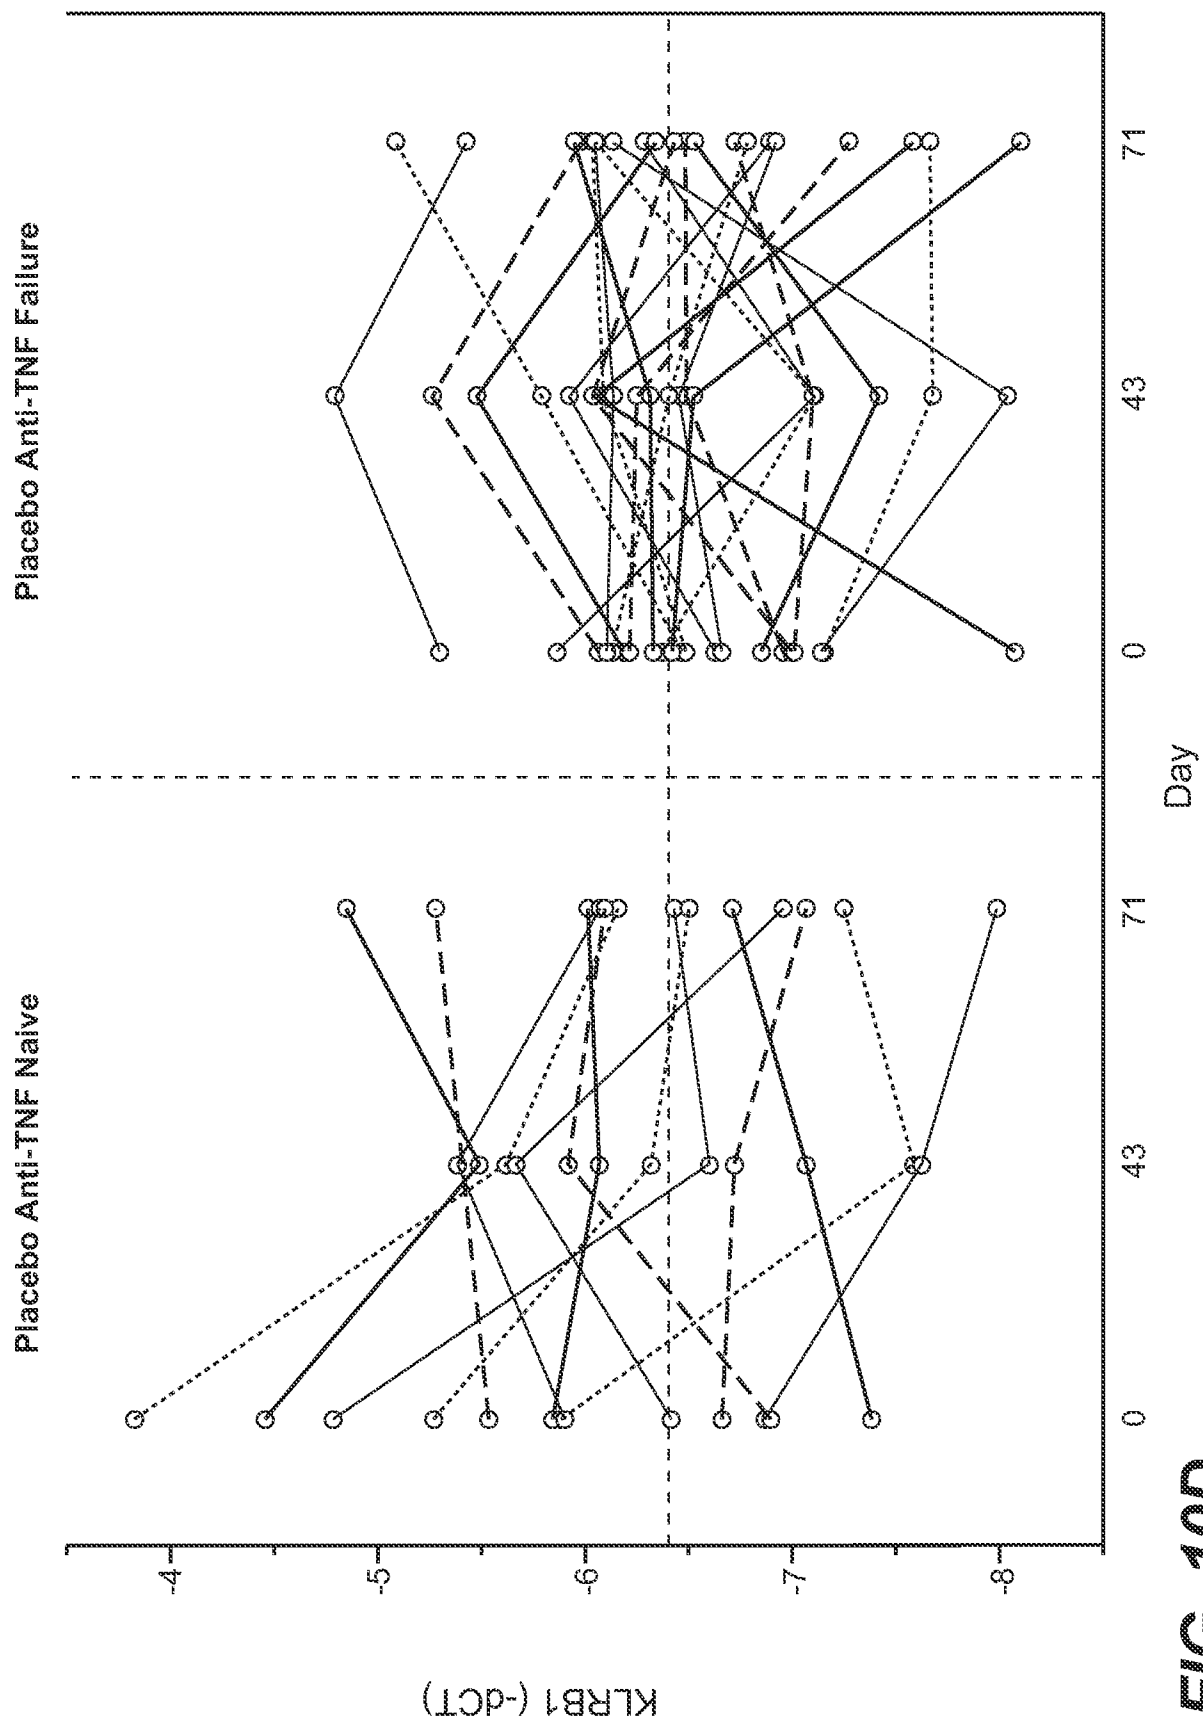 Placebo Anti-TNF Naive
Placebo Anti-TNF Failure
KLRB1 (-dCT)
-4
-5
-6
-7
-8
0
43
71
0
43
71
Day
FIG. 10D